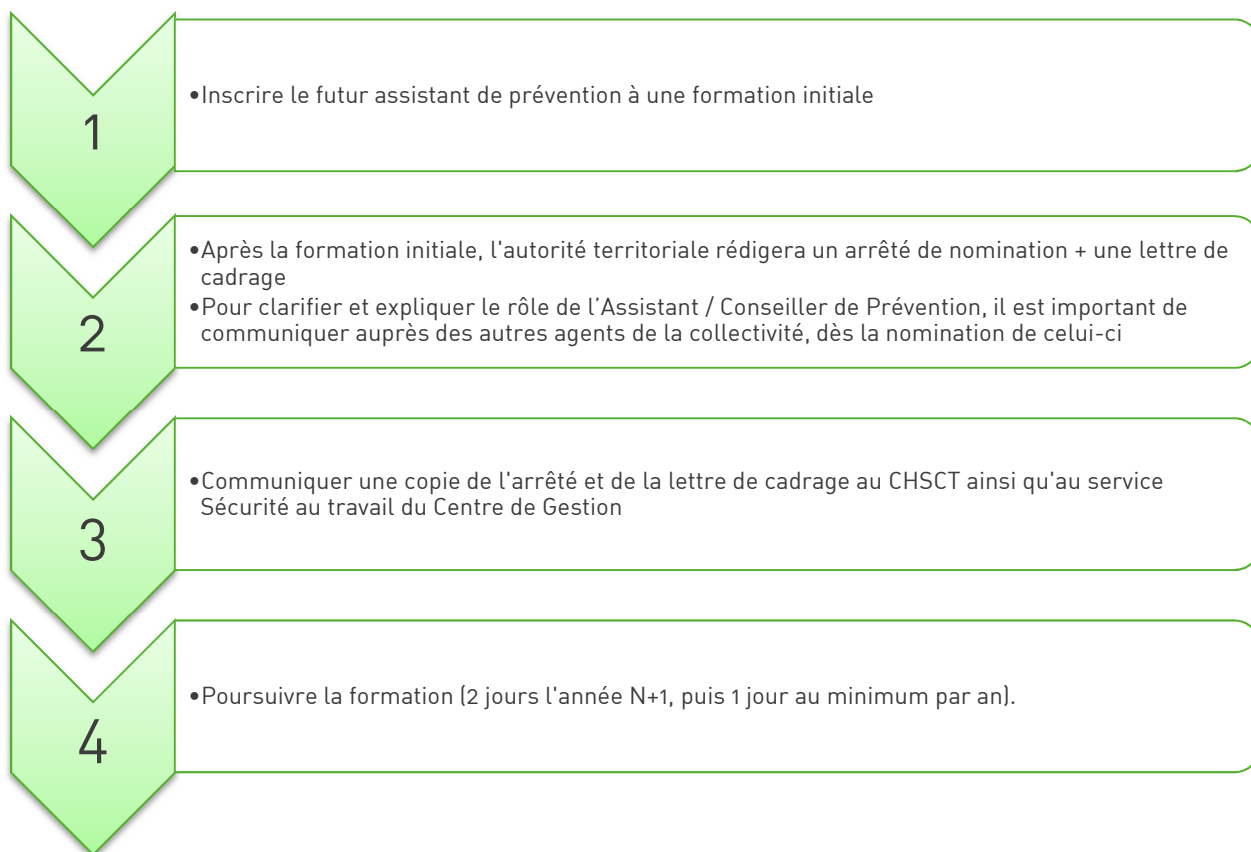 1
•Inscrire le futur assistant de prévention à une formation initiale
2
•Après la formation initiale, l'autorité territoriale rédigera un arrêté de nomination + une lettre de
cadrage
•Pour clarifier et expliquer le rôle de l’Assistant / Conseiller de Prévention, il est important de
communiquer auprès des autres agents de la collectivité, dès la nomination de celui-ci
3
•Communiquer une copie de l'arrêté et de la lettre de cadrage au CHSCT ainsi qu'au service
Sécurité au travail du Centre de Gestion
4
•Poursuivre la formation (2 jours l'année N+1, puis 1 jour au minimum par an).